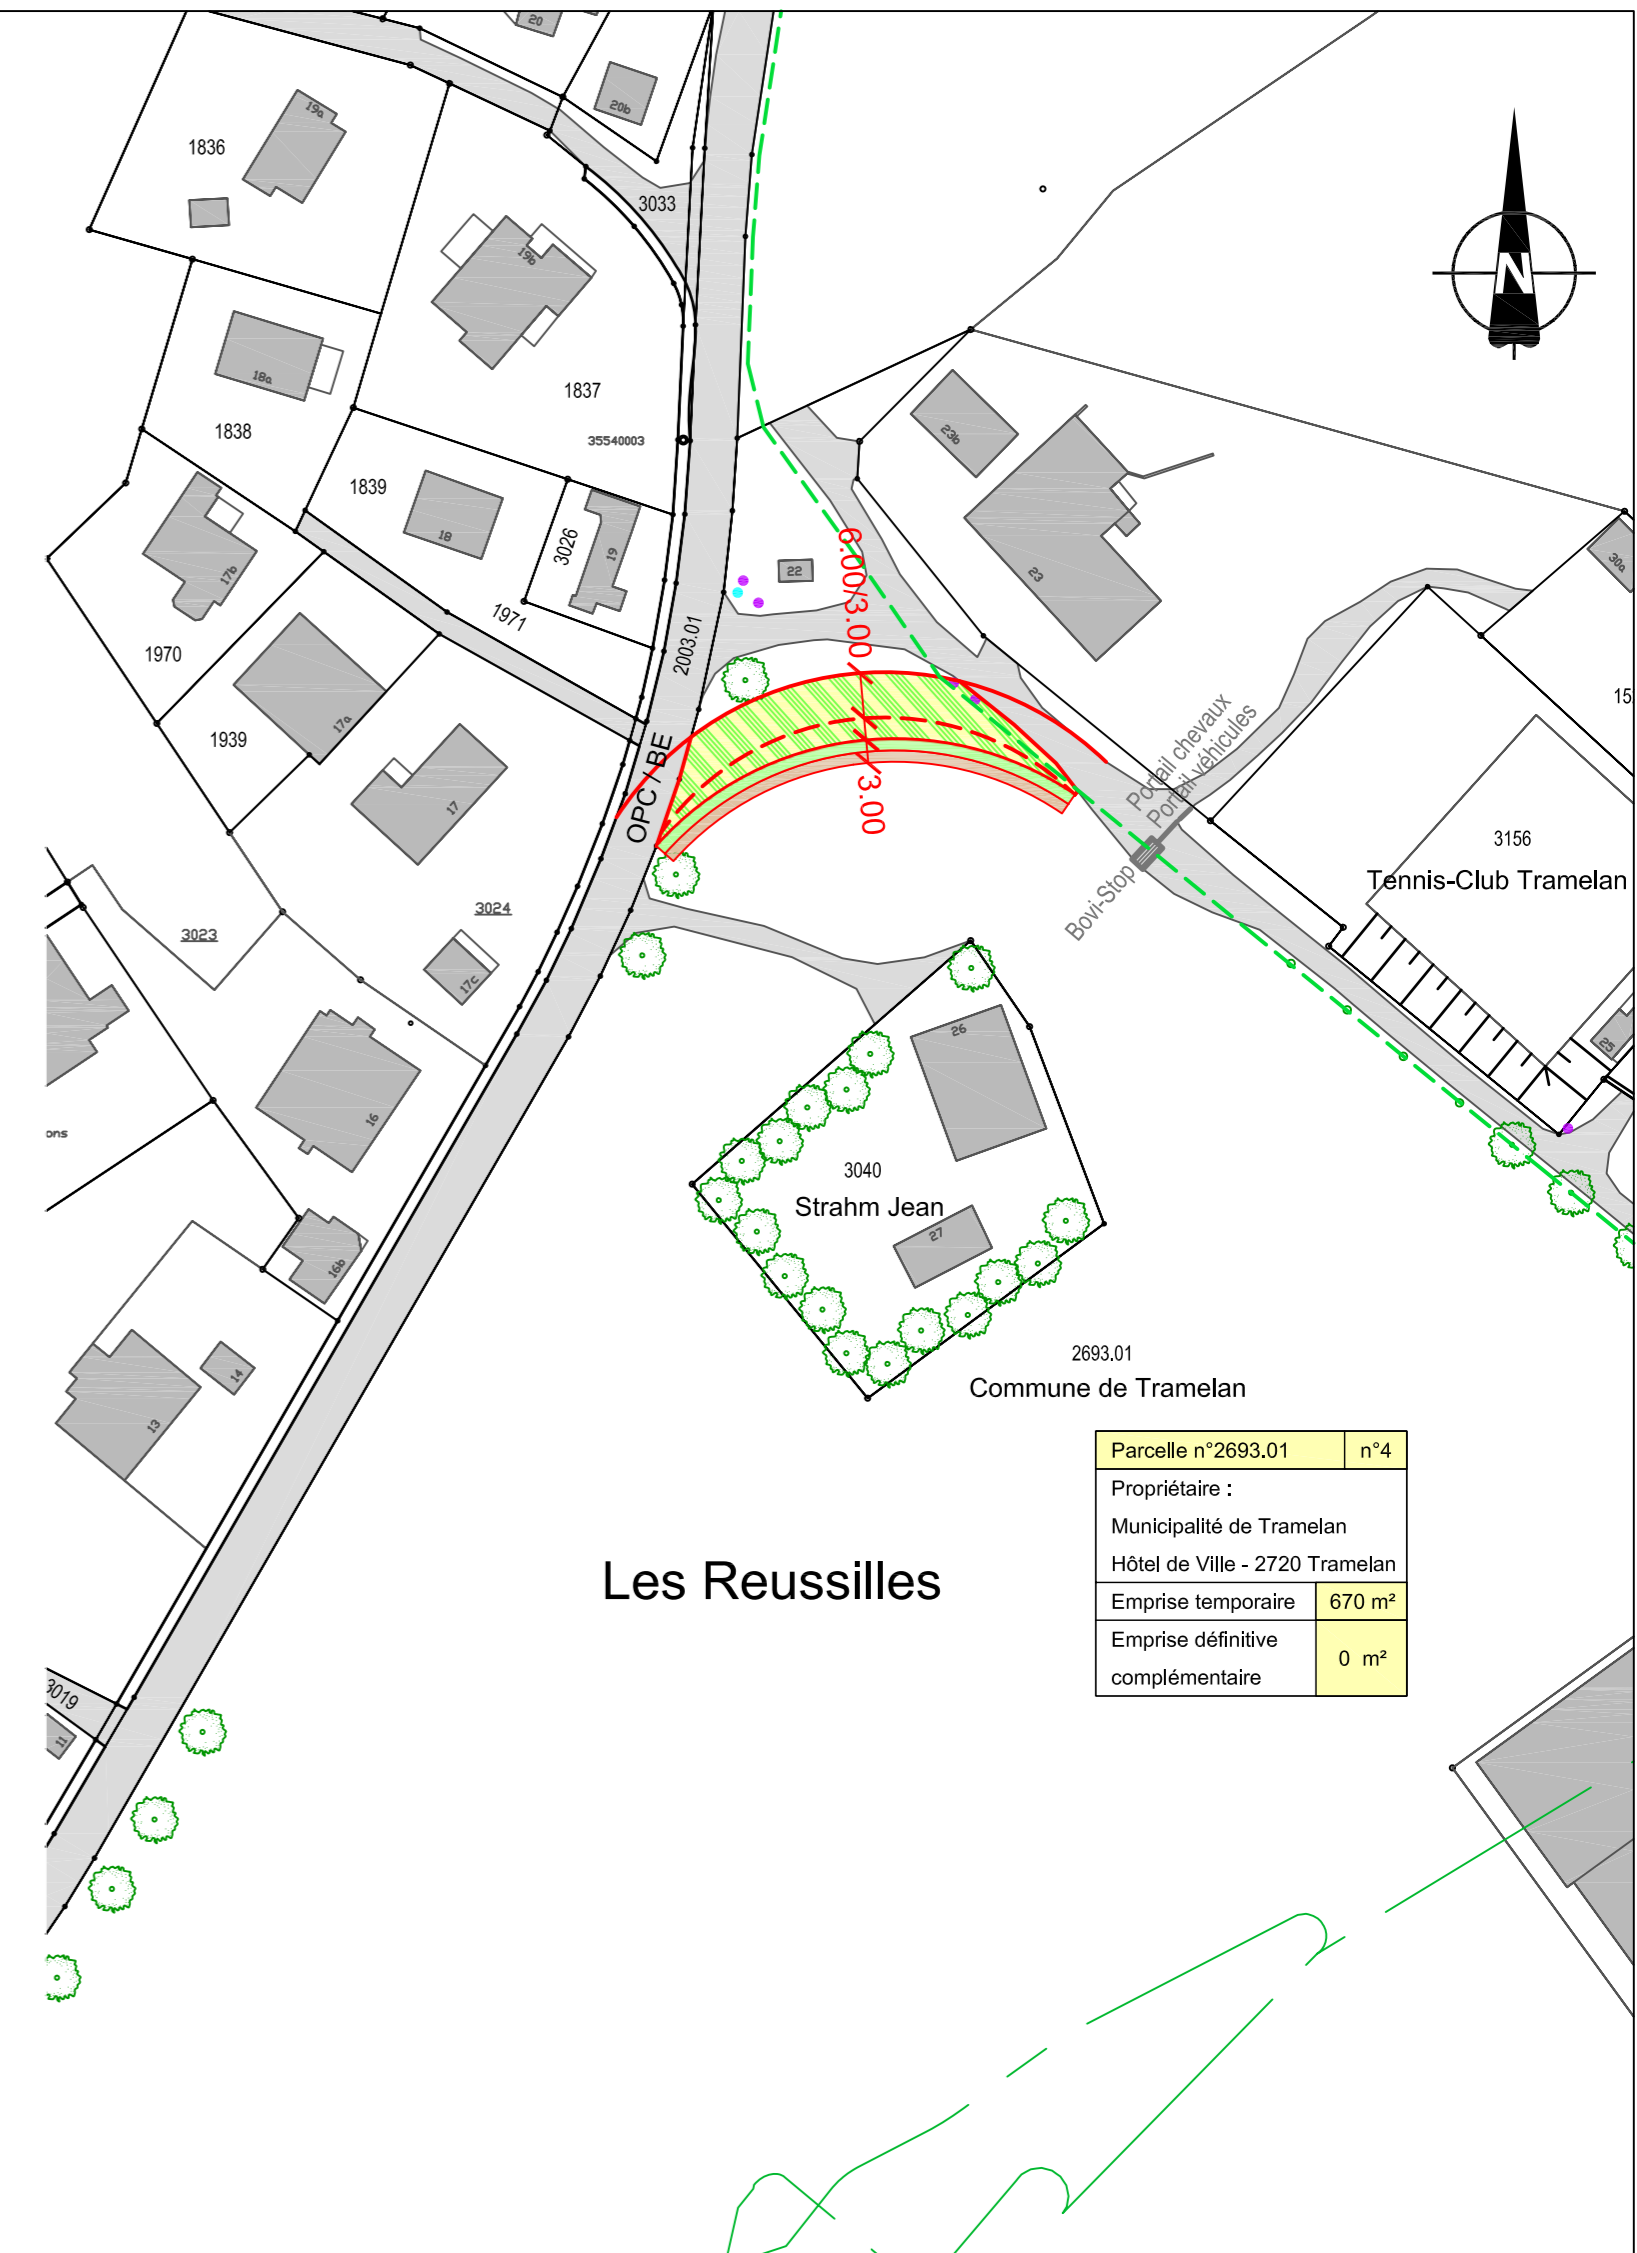 20
20b
19a
1836
3033
19b
N
18a
1837
1838
35540003
23b
1839
18
3026
19
17b
22
6.00/3.00
23
30a
1971
2003.01
1970
17a
1939
15
Portail chevaux
Portail véhicules
OPC / BE
3.00
17
3156
Tennis-Club Tramelan
Bovi-Stop
3024
3023
17c
26
25
16
ons
3040
Strahm Jean
27
16b
2693.01
Commune de Tramelan
14
13
Parcelle n°2693.01 n°4
Propriétaire :
Municipalité de Tramelan
Hôtel de Ville - 2720 Tramelan
Emprise temporaire 670 m²
Emprise définitive
complémentaire 0 m²
Les Reussilles
3019
11